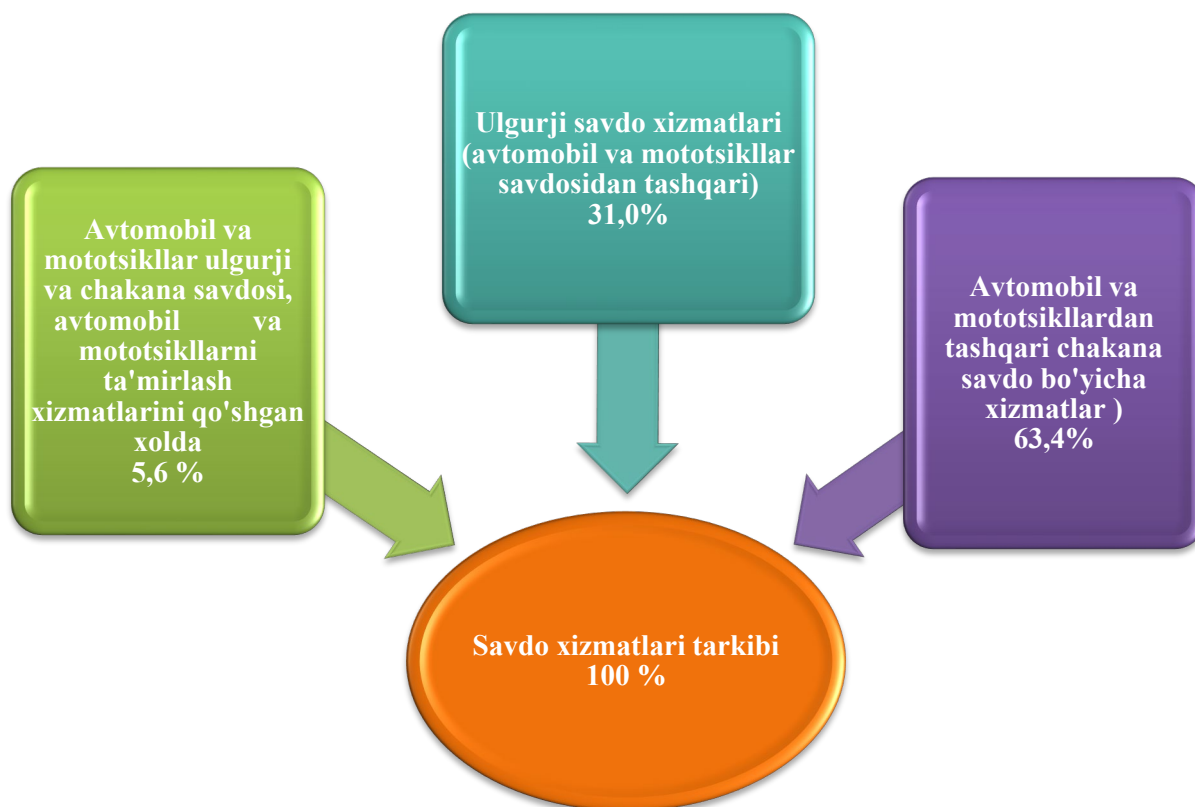 Avtomobil va
mototsikllar ulgurji
va chakana savdosi,
avtomobil va
mototsikllarni
ta'mirlash
xizmatlarini qo'shgan
xolda
5,6 %
Ulgurji savdo xizmatlari
(avtomobil va mototsikllar
savdosidan tashqari)
31,0%
Avtomobil va
mototsikllardan
tashqari chakana
savdo bo'yicha
xizmatlar )
63,4%
Savdo xizmatlari tarkibi
100 %